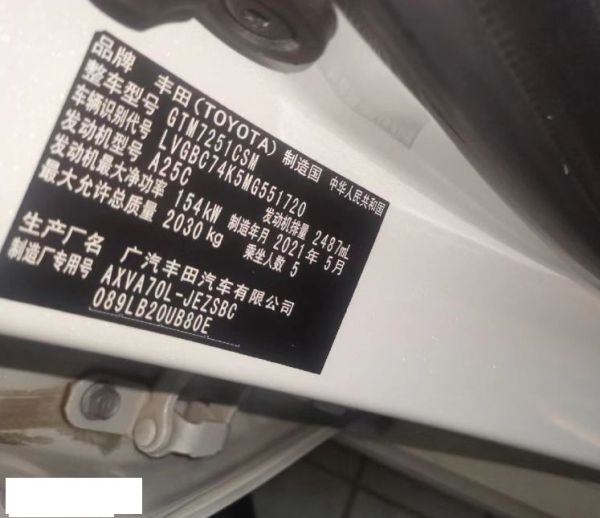 品牌 丰田(TOYOTA) 制造国 中华人民共和国
整车型号 GTM7251CSM
车辆识别代号 LVGBC74K5MG551720
发动机型号 A25C 发动机排量 2487mL
发动机最大净功率 154kW 制造年月 2021年5月
最大允许总质量 2030kg 乘坐人数 5
生产厂名 广汽丰田汽车有限公司
制造厂专用号 AXVA70L-JEZSBC
089LB20UB80E